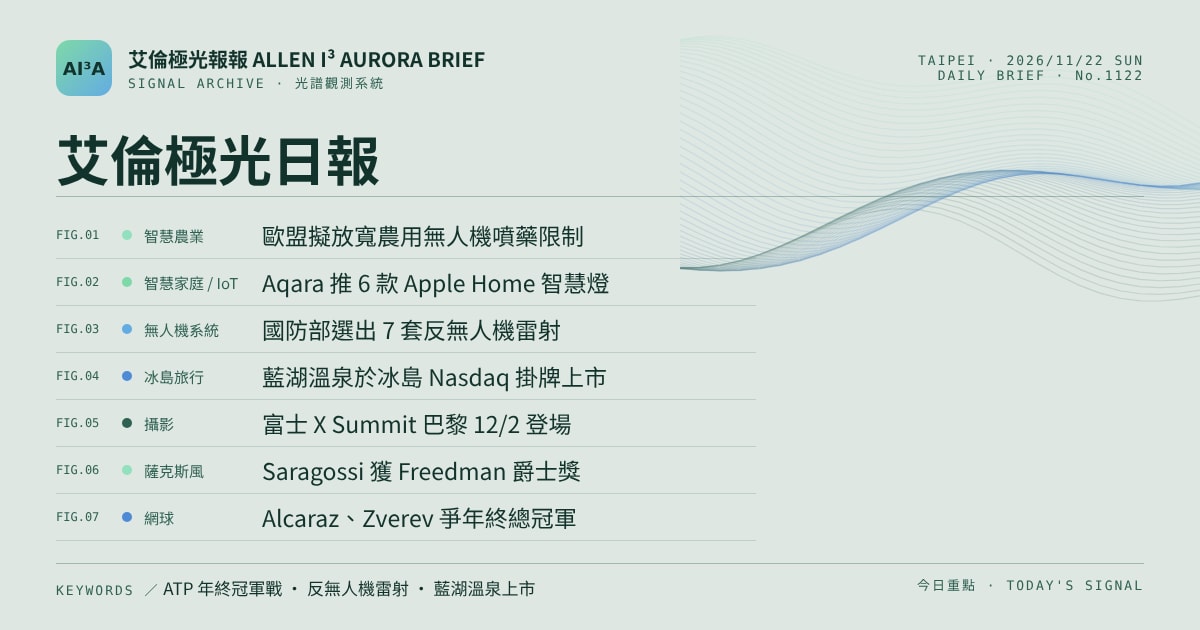 AI³A
艾倫極光報報 ALLEN I³ AURORA BRIEF
SIGNAL ARCHIVE · 光譜觀測系統
TAIPEI · 2026/11/22 SUN
DAILY BRIEF · No.1122
艾倫極光日報
FIG.01 智慧農業 歐盟擬放寬農用無人機噴藥限制
FIG.02 智慧家庭 / IoT Aqara 推 6 款 Apple Home 智慧燈
FIG.03 無人機系統 國防部選出 7 套反無人機雷射
FIG.04 冰島旅行 藍湖溫泉於冰島 Nasdaq 掛牌上市
FIG.05 攝影 富士 X Summit 巴黎 12/2 登場
FIG.06 薩克斯風 Saragossi 獲 Freedman 爵士獎
FIG.07 網球 Alcaraz、Zverev 爭年終總冠軍
KEYWORDS ／ ATP 年終冠軍戰 · 反無人機雷射 · 藍湖溫泉上市
今日重點 · TODAY'S SIGNAL